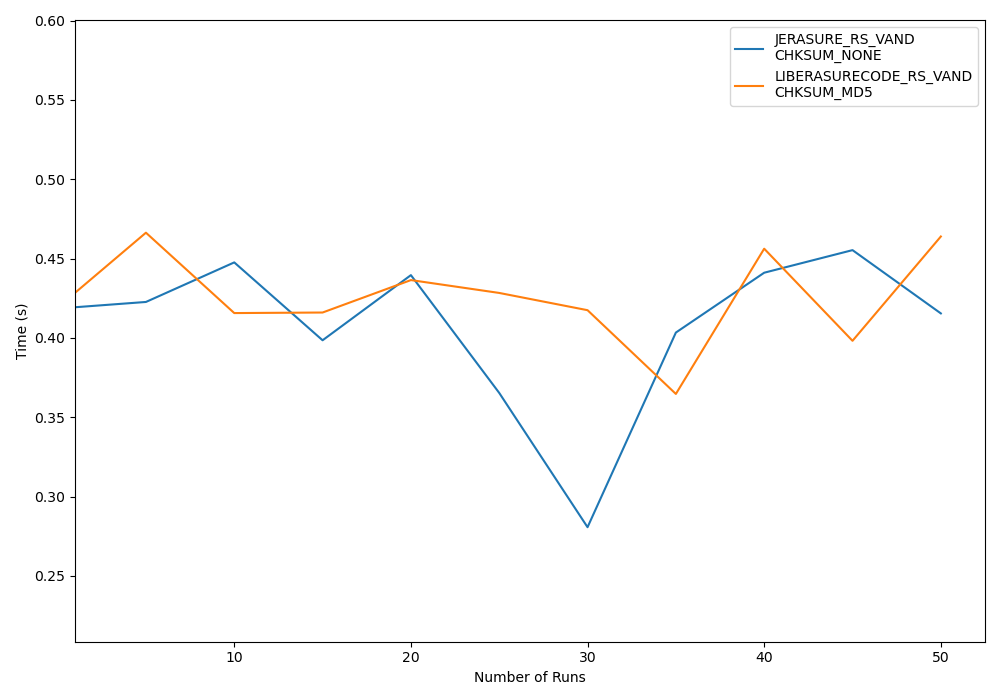 0.60
0.55
0.50
0.45
0.40
0.35
0.30
0.25
Time (s)
10 20 30 40 50
Number of Runs
JERASURE_RS_VAND
CHKSUM_NONE
LIBERASURECODE_RS_VAND
CHKSUM_MD5